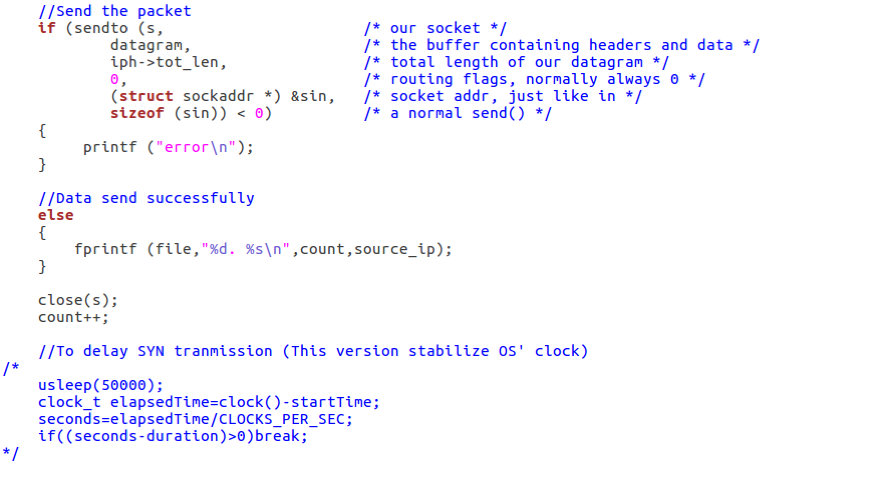 //Send the packet
if (sendto (s, /* our socket */
datagram, /* the buffer containing headers and data */
iph->tot_len, /* total length of our datagram */
0, /* routing flags, normally always 0 */
(struct sockaddr *) &sin, /* socket addr, just like in */
sizeof (sin)) < 0) /* a normal send() */
{
printf ("error\n");
}
//Data send successfully
else
{
fprintf (file,"%d. %s\n",count,source_ip);
}
close(s);
count++;
//To delay SYN tranmission (This version stabilize OS' clock)
/*
usleep(50000);
clock_t elapsedTime=clock()-startTime;
seconds=elapsedTime/CLOCKS_PER_SEC;
if((seconds-duration)>0)break;
*/